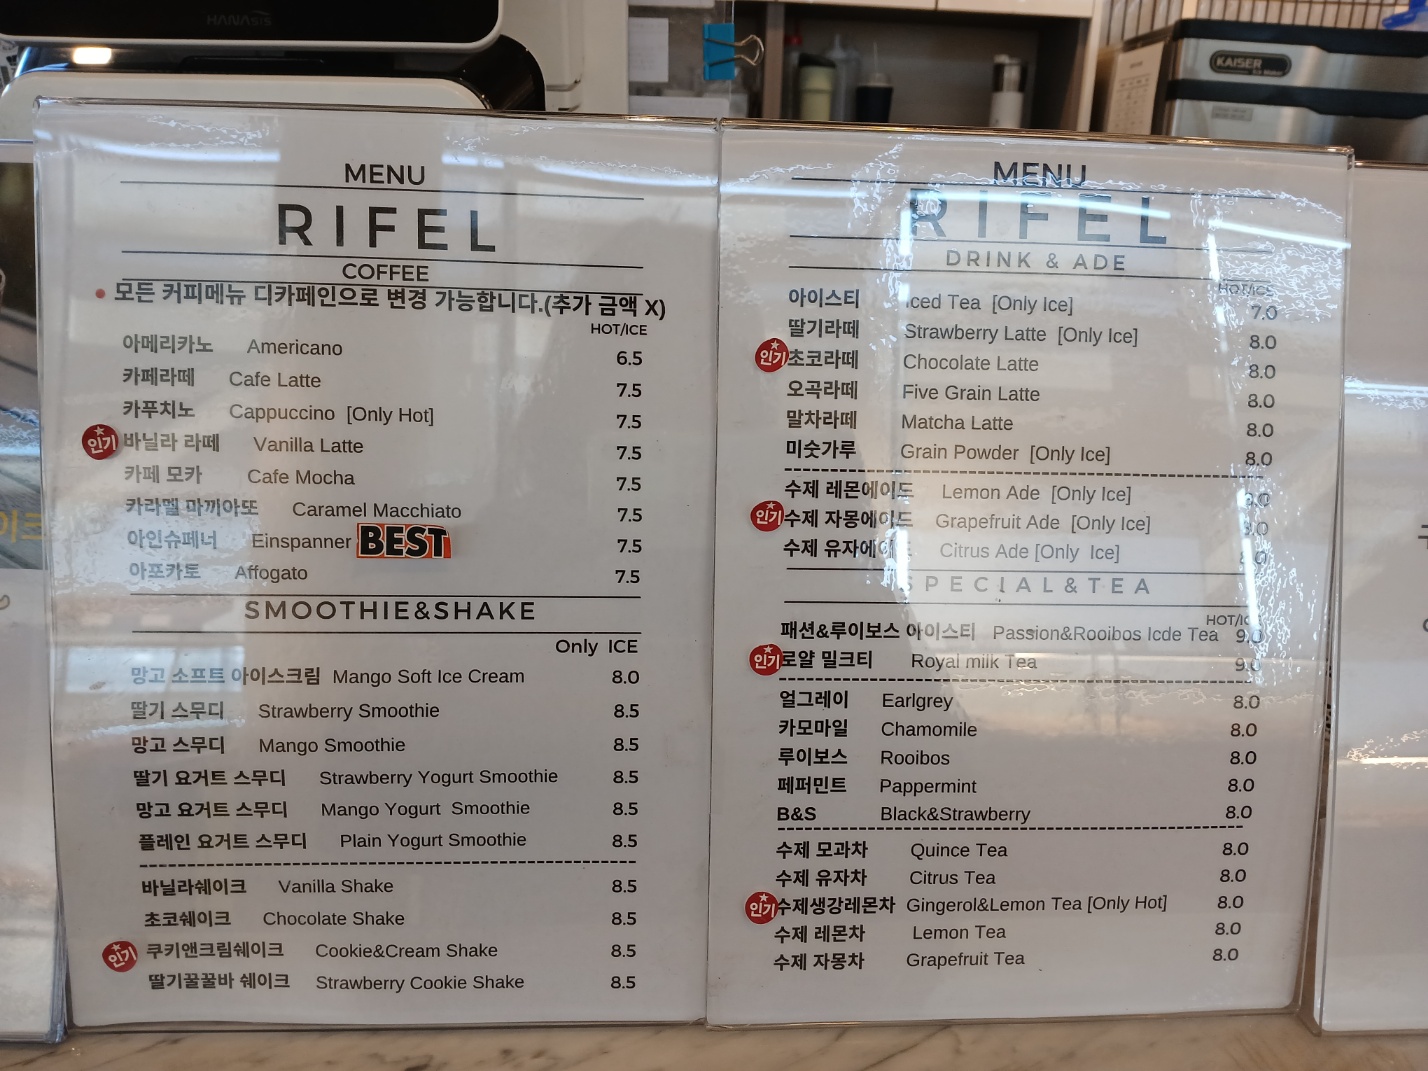 HANAsis
KAISER
Ice Maker
MENU
RIFEL
COFFEE
모든 커피메뉴 디카페인으로 변경 가능합니다.(추가 금액 X)
HOT/ICE
아메리카노 Americano 6.5
카페라떼 Cafe Latte 7.5
카푸치노 Cappuccino [Only Hot] 7.5
인기 바닐라 라떼 Vanilla Latte 7.5
카페 모카 Cafe Mocha 7.5
카라멜 마끼아또 Caramel Macchiato 7.5
아인슈페너 Einspanner BEST 7.5
아포카토 Affogato 7.5
SMOOTHIE&SHAKE
Only ICE
망고 소프트 아이스크림 Mango Soft Ice Cream 8.0
딸기 스무디 Strawberry Smoothie 8.5
망고 스무디 Mango Smoothie 8.5
딸기 요거트 스무디 Strawberry Yogurt Smoothie 8.5
망고 요거트 스무디 Mango Yogurt Smoothie 8.5
플레인 요거트 스무디 Plain Yogurt Smoothie 8.5
바닐라쉐이크 Vanilla Shake 8.5
초코쉐이크 Chocolate Shake 8.5
인기 쿠키앤크림쉐이크 Cookie&Cream Shake 8.5
딸기꿀꿀바 쉐이크 Strawberry Cookie Shake 8.5
MENU
RIFEL
DRINK & ADE
HOT/ICE
아이스티 Iced Tea [Only Ice] 7.0
딸기라떼 Strawberry Latte [Only Ice] 8.0
인기 초코라떼 Chocolate Latte 8.0
오곡라떼 Five Grain Latte 8.0
말차라떼 Matcha Latte 8.0
미숫가루 Grain Powder [Only Ice] 8.0
수제 레몬에이드 Lemon Ade [Only Ice]
인기 수제 자몽에이드 Grapefruit Ade [Only Ice]
수제 유자에이드 Citrus Ade [Only Ice]
SPECIAL&TEA
HOT/ICE
패션&루이보스 아이스티 Passion&Rooibos Icde Tea 9.0
인기 로얄 밀크티 Royal milk Tea 9.0
얼그레이 Earlgrey 8.0
카모마일 Chamomile 8.0
루이보스 Rooibos 8.0
페퍼민트 Pappermint 8.0
B&S Black&Strawberry 8.0
수제 모과차 Quince Tea 8.0
수제 유자차 Citrus Tea 8.0
인기 수제생강레몬차 Gingerol&Lemon Tea [Only Hot] 8.0
수제 레몬차 Lemon Tea 8.0
수제 자몽차 Grapefruit Tea 8.0